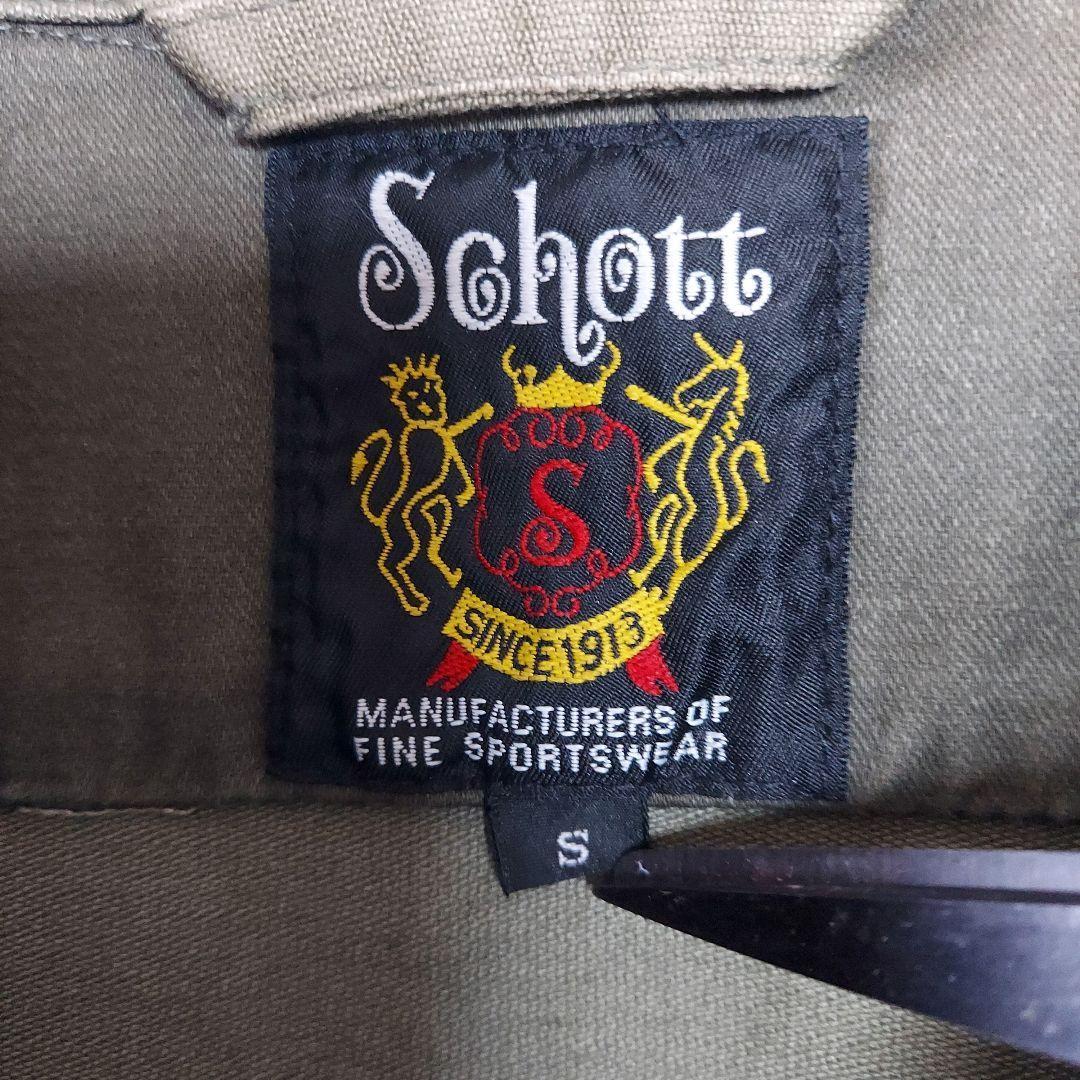 Schott
S
SINCE 1913
MANUFACTURERS OF
FINE SPORTSWEAR
S